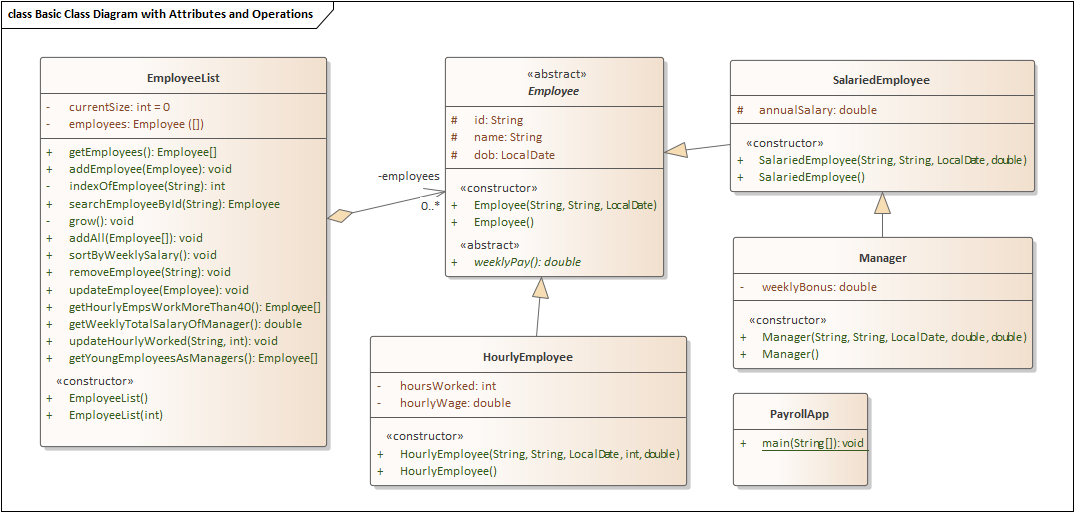 class Basic Class Diagram with Attributes and Operations
EmployeeList
- currentSize: int = 0
- employees: Employee ([])
+ getEmployees(): Employee[]
+ addEmployee(Employee): void
- indexOfEmployee(String): int
+ searchEmployeeById(String): Employee
- grow(): void
+ addAll(Employee[]): void
+ sortByWeeklySalary(): void
+ removeEmployee(String): void
+ updateEmployee(Employee): void
+ getHourlyEmpsWorkMoreThan40(): Employee[]
+ getWeeklyTotalSalaryOfManager(): double
+ updateHourlyWorked(String, int): void
+ getYoungEmployeesAsManagers(): Employee[]
«constructor»
+ EmployeeList()
+ EmployeeList(int)
-employees
0..*
«abstract»
Employee
# id: String
# name: String
# dob: LocalDate
«constructor»
+ Employee(String, String, LocalDate)
+ Employee()
«abstract»
+ weeklyPay(): double
SalariedEmployee
# annualSalary: double
«constructor»
+ SalariedEmployee(String, String, LocalDate, double)
+ SalariedEmployee()
Manager
- weeklyBonus: double
«constructor»
+ Manager(String, String, LocalDate, double, double)
+ Manager()
HourlyEmployee
- hoursWorked: int
- hourlyWage: double
«constructor»
+ HourlyEmployee(String, String, LocalDate, int, double)
+ HourlyEmployee()
PayrollApp
+ main(String[]): void